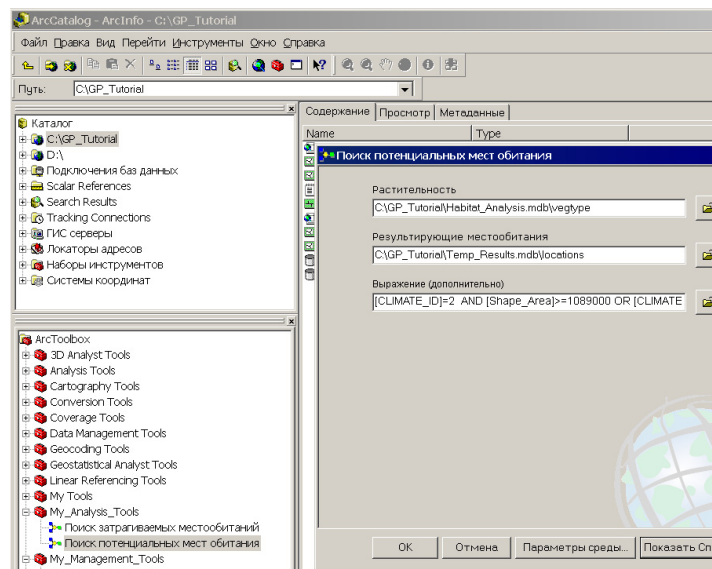 ArcCatalog - ArcInfo - C:\GP_Tutorial
Файл Правка Вид Перейти Инструменты Окно Справка
Путь: C:\GP_Tutorial
Каталог
C:\GP_Tutorial
D:\
Подключения баз данных
Scalar References
Search Results
Tracking Connections
ГИС серверы
Локаторы адресов
Наборы инструментов
Системы координат
ArcToolbox
3D Analyst Tools
Analysis Tools
Cartography Tools
Conversion Tools
Coverage Tools
Data Management Tools
Geocoding Tools
Geostatistical Analyst Tools
Linear Referencing Tools
My Tools
My_Analysis_Tools
Поиск затрагиваемых местообитаний
Поиск потенциальных мест обитания
My_Management_Tools
Содержание Просмотр Метаданные
Name Type
Поиск потенциальных мест обитания
Растительность
C:\GP_Tutorial\Habitat_Analysis.mdb\vegtype
Результирующие местообитания
C:\GP_Tutorial\Temp_Results.mdb\locations
Выражение (дополнительно)
[CLIMATE_ID]=2 AND [Shape_Area]>=1089000 OR [CLIMATE
OK Отмена Параметры среды... Показать Сп